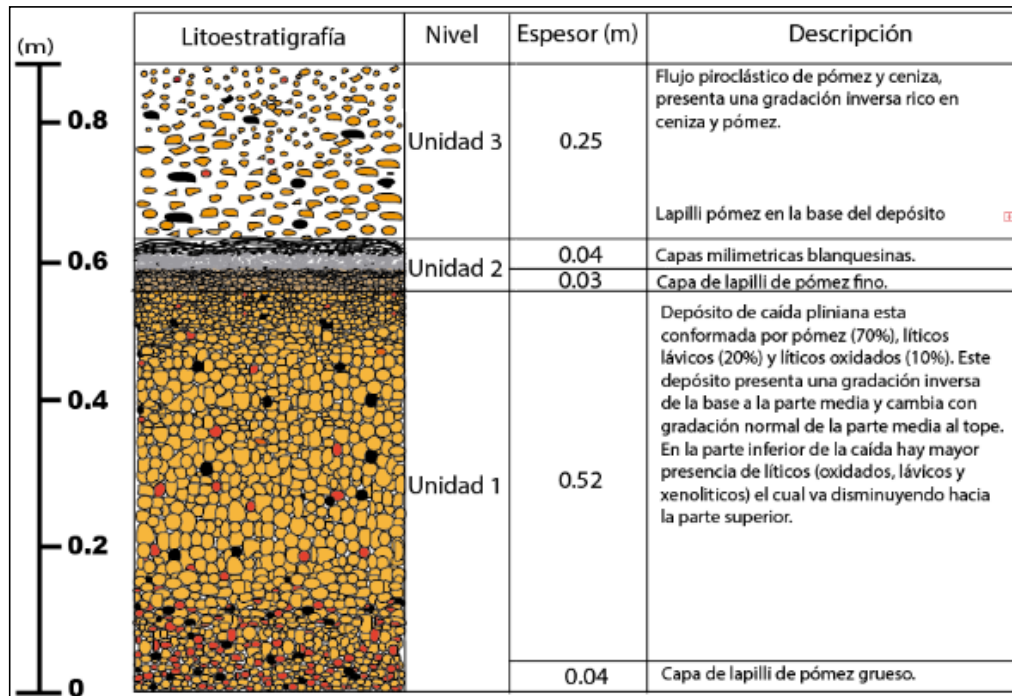 (m)
Litoestratigrafía
Nivel
Espesor (m)
Descripción
0.8
0.6
0.4
0.2
0
Unidad 3
0.25
Flujo piroclástico de pómez y ceniza,
presenta una gradación inversa rico en
ceniza y pómez.
Lapilli pómez en la base del depósito
Unidad 2
0.04
Capas milimetricas blanquesinas.
0.03
Capa de lapilli de pómez fino.
Unidad 1
0.52
Depósito de caída pliniana esta
conformada por pómez (70%), líticos
lávicos (20%) y líticos oxidados (10%). Este
depósito presenta una gradación inversa
de la base a la parte media y cambia con
gradación normal de la parte media al tope.
En la parte inferior de la caída hay mayor
presencia de líticos (oxidados, lávicos y
xenoliticos) el cual va disminuyendo hacia
la parte superior.
0.04
Capa de lapilli de pómez grueso.